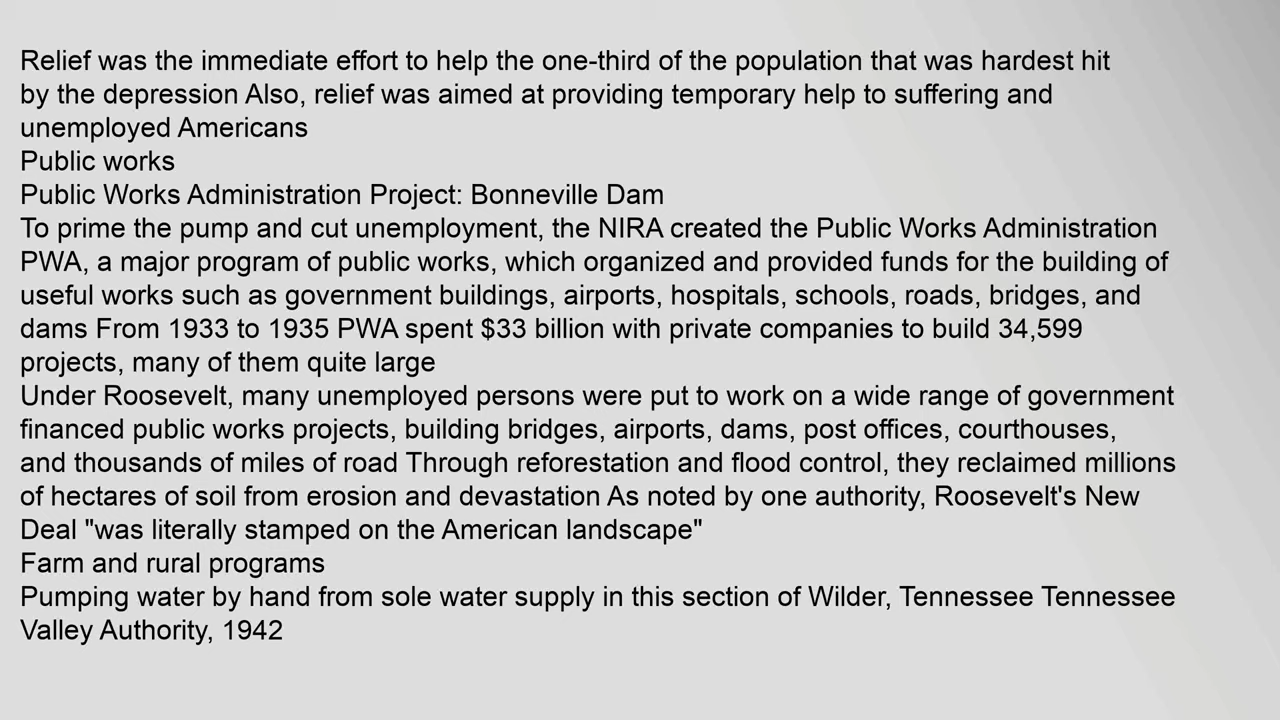 Relief was the immediate effort to help the one-third of the population that was hardest hit
by the depression Also, relief was aimed at providing temporary help to suffering and
unemployed Americans
Public works
Public Works Administration Project: Bonneville Dam
To prime the pump and cut unemployment, the NIRA created the Public Works Administration
PWA, a major program of public works, which organized and provided funds for the building of
useful works such as government buildings, airports, hospitals, schools, roads, bridges, and
dams From 1933 to 1935 PWA spent $33 billion with private companies to build 34,599
projects, many of them quite large
Under Roosevelt, many unemployed persons were put to work on a wide range of government
financed public works projects, building bridges, airports, dams, post offices, courthouses,
and thousands of miles of road Through reforestation and flood control, they reclaimed millions
of hectares of soil from erosion and devastation As noted by one authority, Roosevelt's New
Deal "was literally stamped on the American landscape"
Farm and rural programs
Pumping water by hand from sole water supply in this section of Wilder, Tennessee Tennessee
Valley Authority, 1942